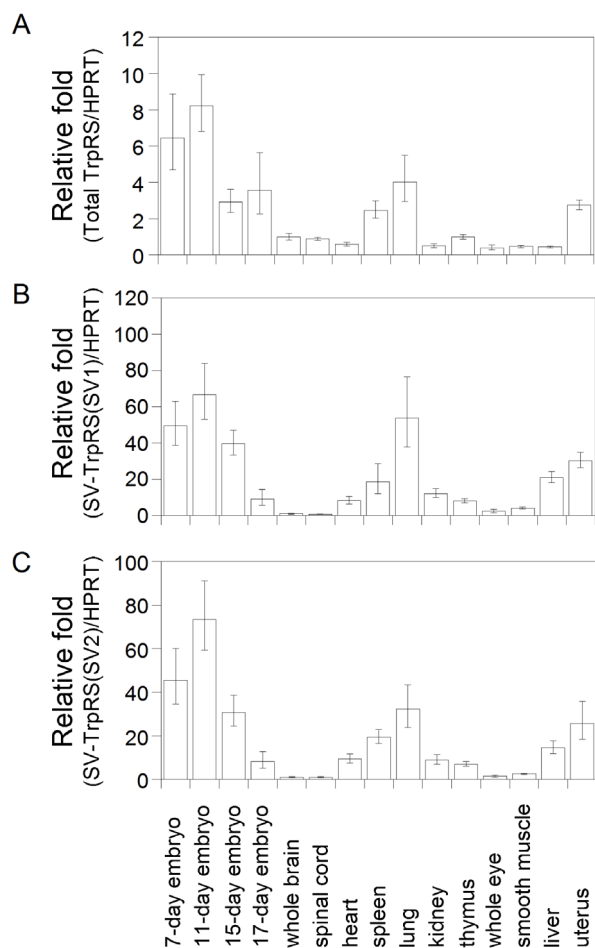 A
Relative fold
(Total TrpRS/HPRT)
12
10
8
6
4
2
0
B
Relative fold
(SV-TrpRS(SV1)/HPRT)
120
100
80
60
40
20
0
C
Relative fold
(SV-TrpRS(SV2)/HPRT)
100
80
60
40
20
0
7-day embryo
11-day embryo
15-day embryo
17-day embryo
whole brain
spinal cord
heart
spleen
lung
kidney
thymus
whole eye
smooth muscle
liver
uterus